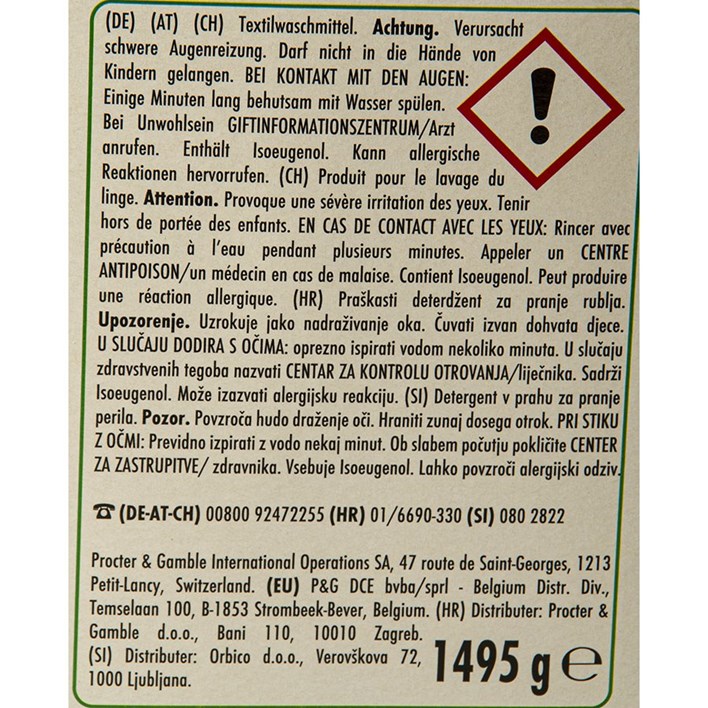 (DE) (AT) (CH) Textilwaschmittel. Achtung. Verursacht
schwere Augenreizung. Darf nicht in die Hände von
Kindern gelangen. BEI KONTAKT MIT DEN AUGEN:
Einige Minuten lang behutsam mit Wasser spülen.
Bei Unwohlsein GIFTINFORMATIONSZENTRUM/Arzt
anrufen. Enthält Isoeugenol. Kann allergische
Reaktionen hervorrufen. (CH) Produit pour le lavage du
linge. Attention. Provoque une sévère irritation des yeux. Tenir
hors de portée des enfants. EN CAS DE CONTACT AVEC LES YEUX: Rincer avec
précaution à l'eau pendant plusieurs minutes. Appeler un CENTRE
ANTIPOISON/un médecin en cas de malaise. Contient Isoeugenol. Peut produire
une réaction allergique. (HR) Praškasti deterdžent za pranje rublja.
Upozorenje. Uzrokuje jako nadraživanje oka. Čuvati izvan dohvata djece.
U SLUČAJU DODIRA S OČIMA: oprezno ispirati vodom nekoliko minuta. U slučaju
zdravstvenih tegoba nazvati CENTAR ZA KONTROLU OTROVANJA/liječnika. Sadrži
Isoeugenol. Može izazvati alergijsku reakciju. (SI) Detergent v prahu za pranje
perila. Pozor. Povzroča hudo draženje oči. Hraniti zunaj dosega otrok. PRI STIKU
Z OČMI: Previdno izpirati z vodo nekaj minut. Ob slabem počutju pokličite CENTER
ZA ZASTRUPITVE/ zdravnika. Vsebuje Isoeugenol. Lahko povzroči alergijski odziv.
☎ (DE-AT-CH) 00800 92472255 (HR) 01/6690-330 (SI) 080 2822
Procter & Gamble International Operations SA, 47 route de Saint-Georges, 1213
Petit-Lancy, Switzerland. (EU) P&G DCE bvba/sprl - Belgium Distr. Div.,
Temselaan 100, B-1853 Strombeek-Bever, Belgium. (HR) Distributer: Procter &
Gamble d.o.o., Bani 110, 10010 Zagreb.
(SI) Distributer: Orbico d.o.o., Verovškova 72,
1000 Ljubljana.
1495 g ℮